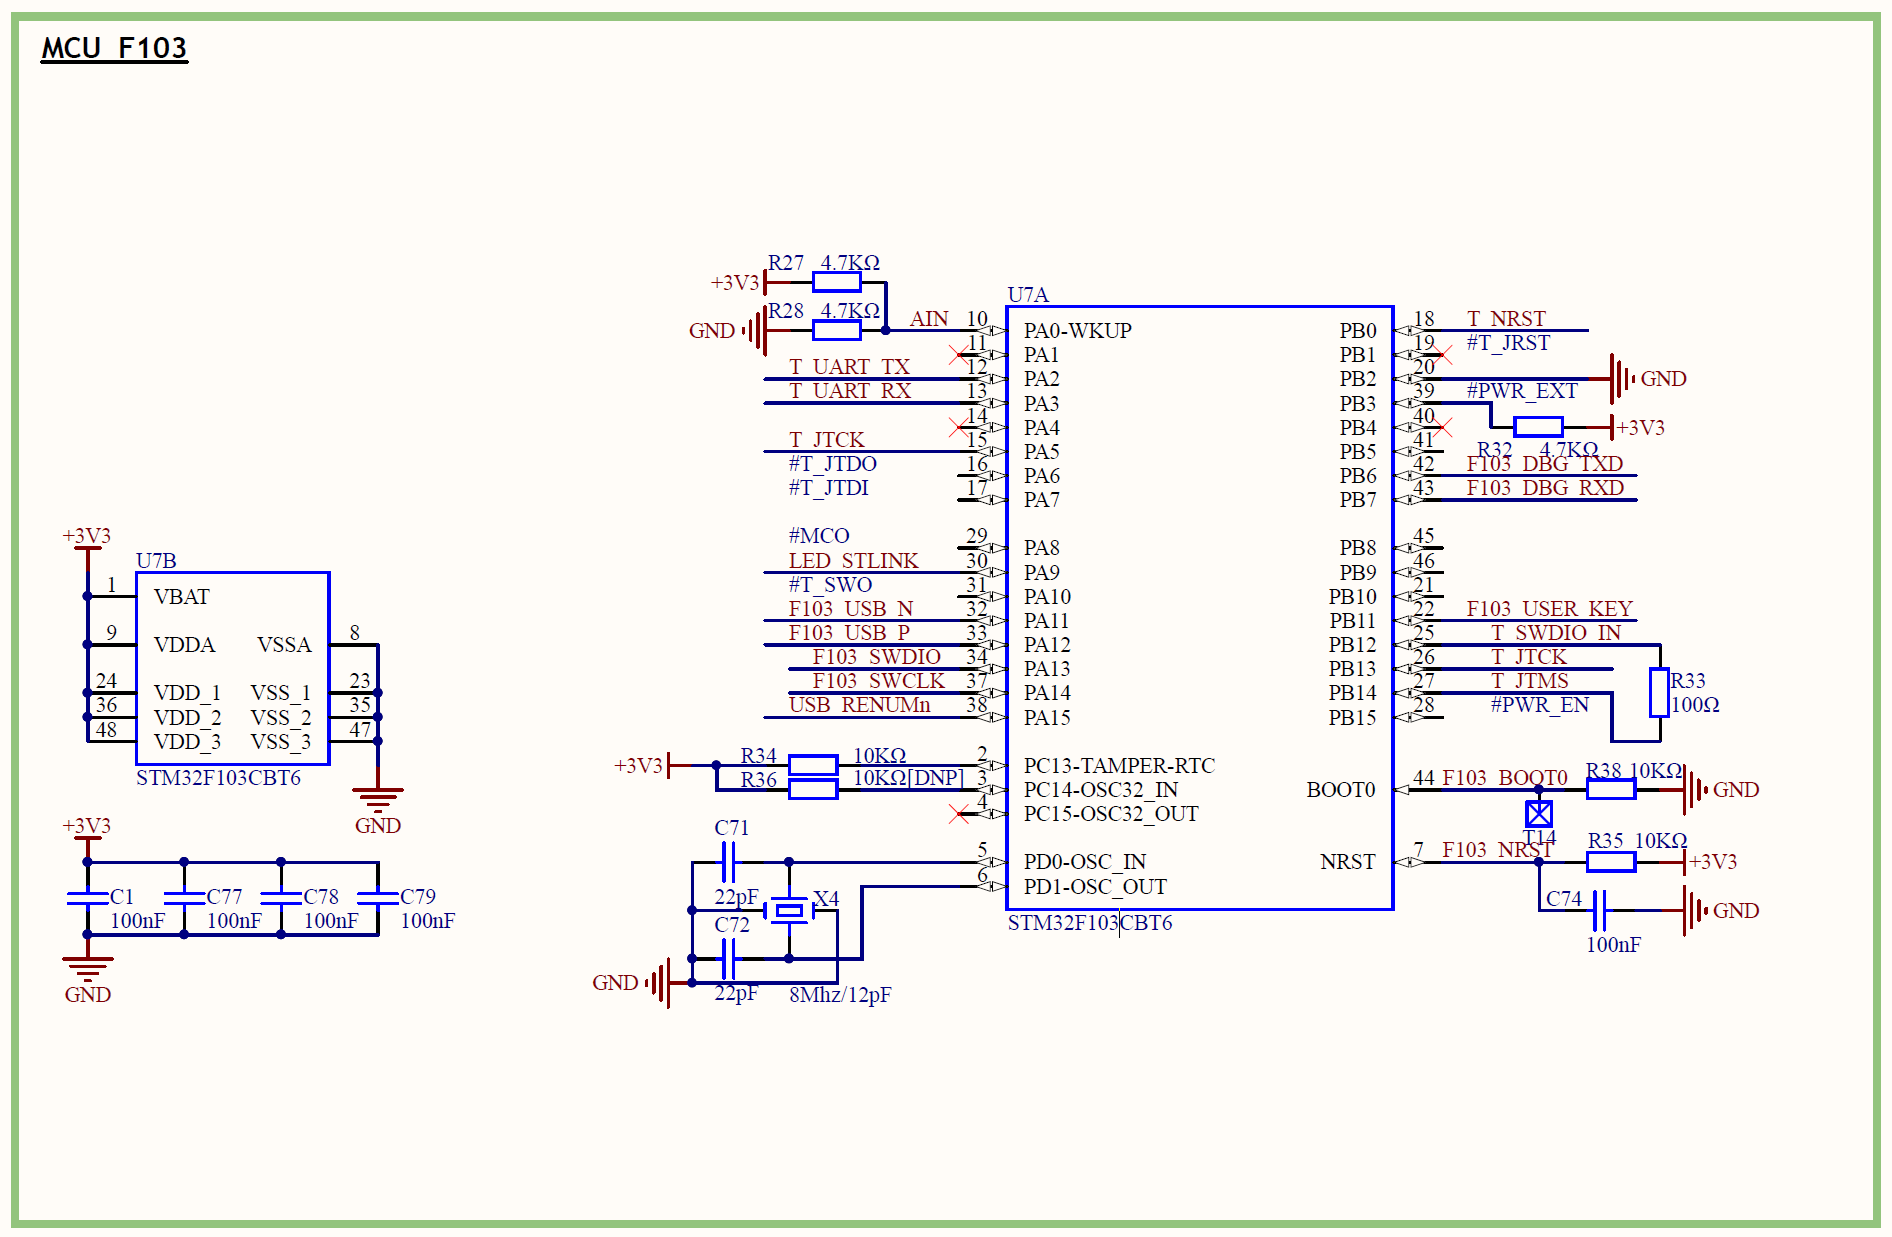 MCU F103
R27 4.7KΩ
+3V3
R28 4.7KΩ
GND
AIN 10
11
T_UART_TX 12
T_UART_RX 13
14
T_JTCK 15
#T_JTDO 16
#T_JTDI 17
#MCO 29
LED_STLINK 30
#T_SWO 31
F103_USB_N 32
F103_USB_P 33
F103_SWDIO 34
F103_SWCLK 37
USB_RENUMn 38
+3V3
R34 10KΩ 2
R36 10KΩ[DNP] 3
4
5
6
C71
22pF
X4
C72
22pF
8Mhz/12pF
GND
U7A
PA0-WKUP
PA1
PA2
PA3
PA4
PA5
PA6
PA7
PA8
PA9
PA10
PA11
PA12
PA13
PA14
PA15
PC13-TAMPER-RTC
PC14-OSC32_IN
PC15-OSC32_OUT
PD0-OSC_IN
PD1-OSC_OUT
PB0
PB1
PB2
PB3
PB4
PB5
PB6
PB7
PB8
PB9
PB10
PB11
PB12
PB13
PB14
PB15
BOOT0
NRST
STM32F103CBT6
18 T_NRST
19 #T_JRST
20
GND
39 #PWR_EXT
40
+3V3
R32 4.7KΩ
41
42 F103_DBG_TXD
43 F103_DBG_RXD
45
46
21
22 F103_USER_KEY
25 T_SWDIO_IN
26 T_JTCK
27 T_JTMS
28 #PWR_EN
R33
100Ω
44 F103_BOOT0
R38 10KΩ
GND
T14
7 F103_NRST
R35 10KΩ
+3V3
C74
100nF
GND
+3V3
U7B
1 VBAT
9 VDDA VSSA 8
24 VDD_1 VSS_1 23
36 VDD_2 VSS_2 35
48 VDD_3 VSS_3 47
STM32F103CBT6
GND
+3V3
C1 C77 C78 C79
100nF 100nF 100nF 100nF
GND